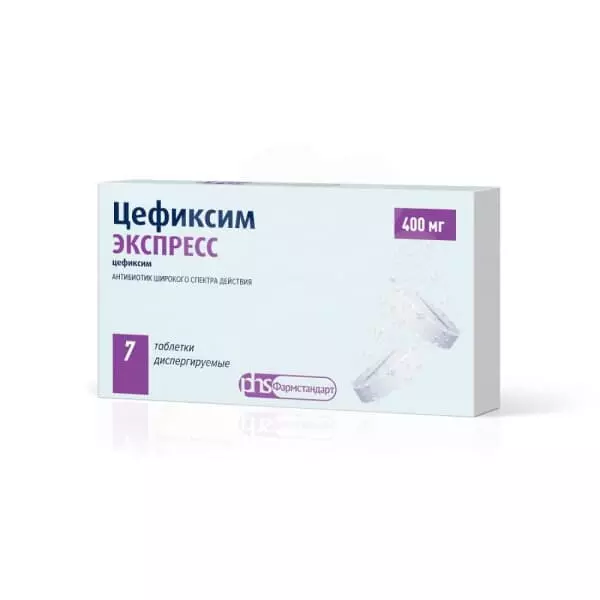 Цефиксим
ЭКСПРЕСС
цефиксим
АНТИБИОТИК ШИРОКОГО СПЕКТРА ДЕЙСТВИЯ
400 мг
7
таблетки
диспергируемые
phs Фармстандарт